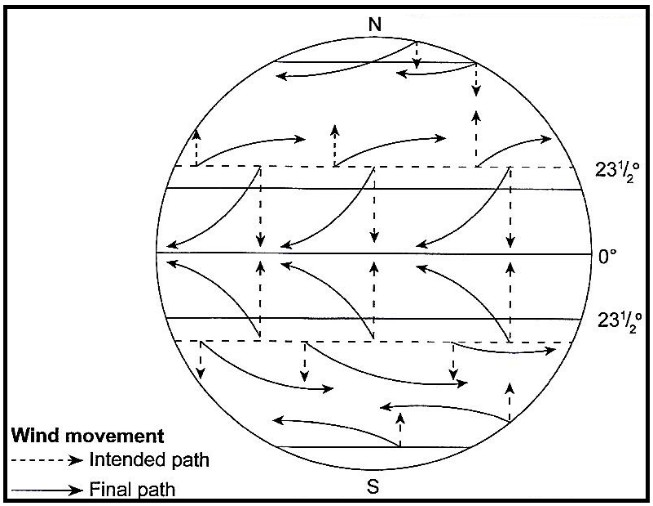 N
23½°
0°
23½°
S
Wind movement
Intended path
Final path